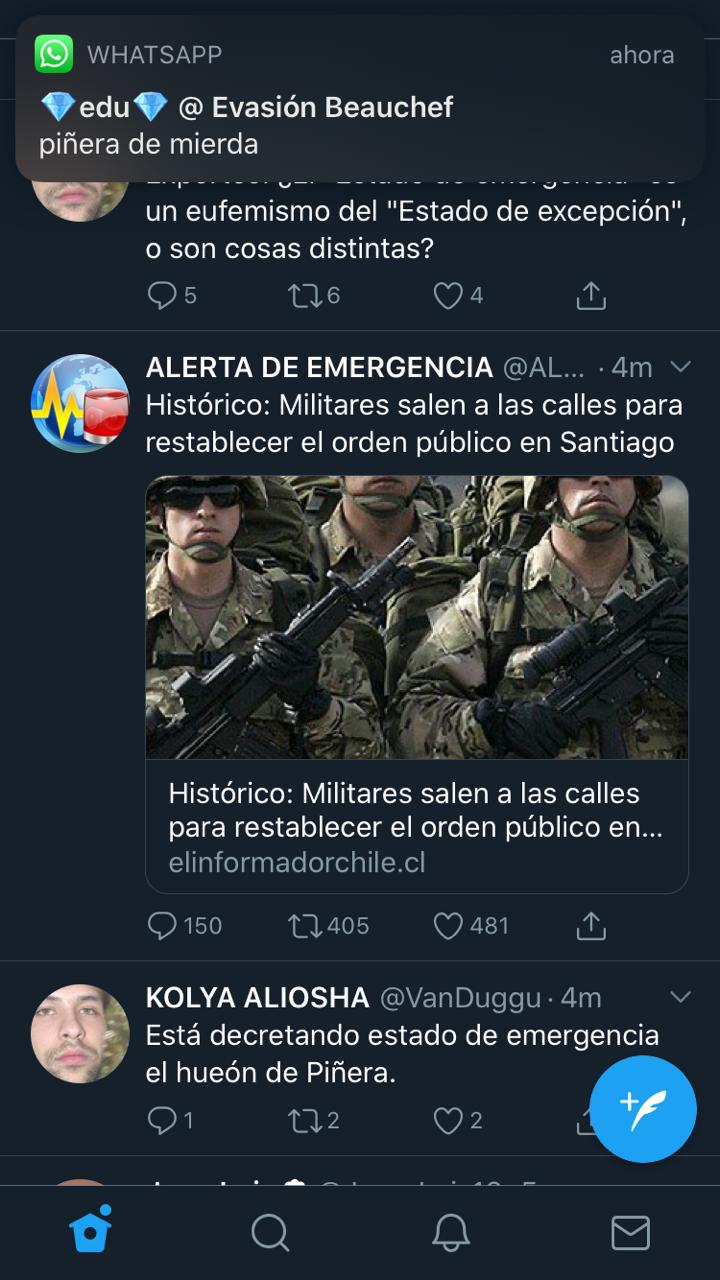 WHATSAPP ahora
💎edu💎 @ Evasión Beauchef
piñera de mierda
un eufemismo del "Estado de excepción",
o son cosas distintas?
5 6 4
ALERTA DE EMERGENCIA @AL... · 4m
Histórico: Militares salen a las calles para
restablecer el orden público en Santiago
Histórico: Militares salen a las calles
para restablecer el orden público en...
elinformadorchile.cl
150 405 481
KOLYA ALIOSHA @VanDuggu · 4m
Está decretando estado de emergencia
el hueón de Piñera.
1 2 2